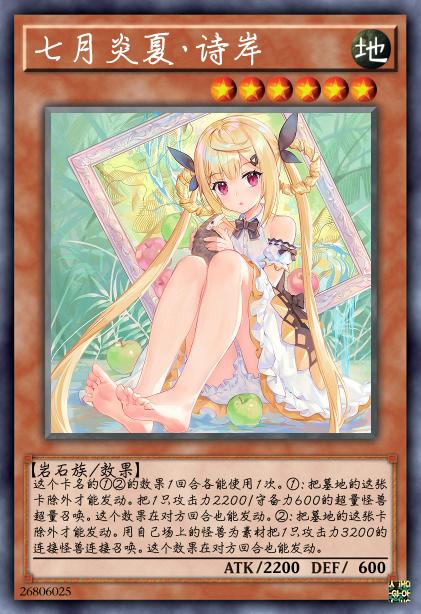 七月炎夏·诗岸
地
【岩石族/效果】
这个卡名的①②的效果1回合各能使用1次。①:把墓地的这张
卡除外才能发动。把1只攻击力2200/守备力600的超量怪兽
超量召唤。这个效果在对方回合也能发动。②:把墓地的这张
卡除外才能发动。用自己场上的怪兽为素材把1只攻击力3200的
连接怪兽连接召唤。这个效果在对方回合也能发动。
ATK/2200 DEF/ 600
26806025